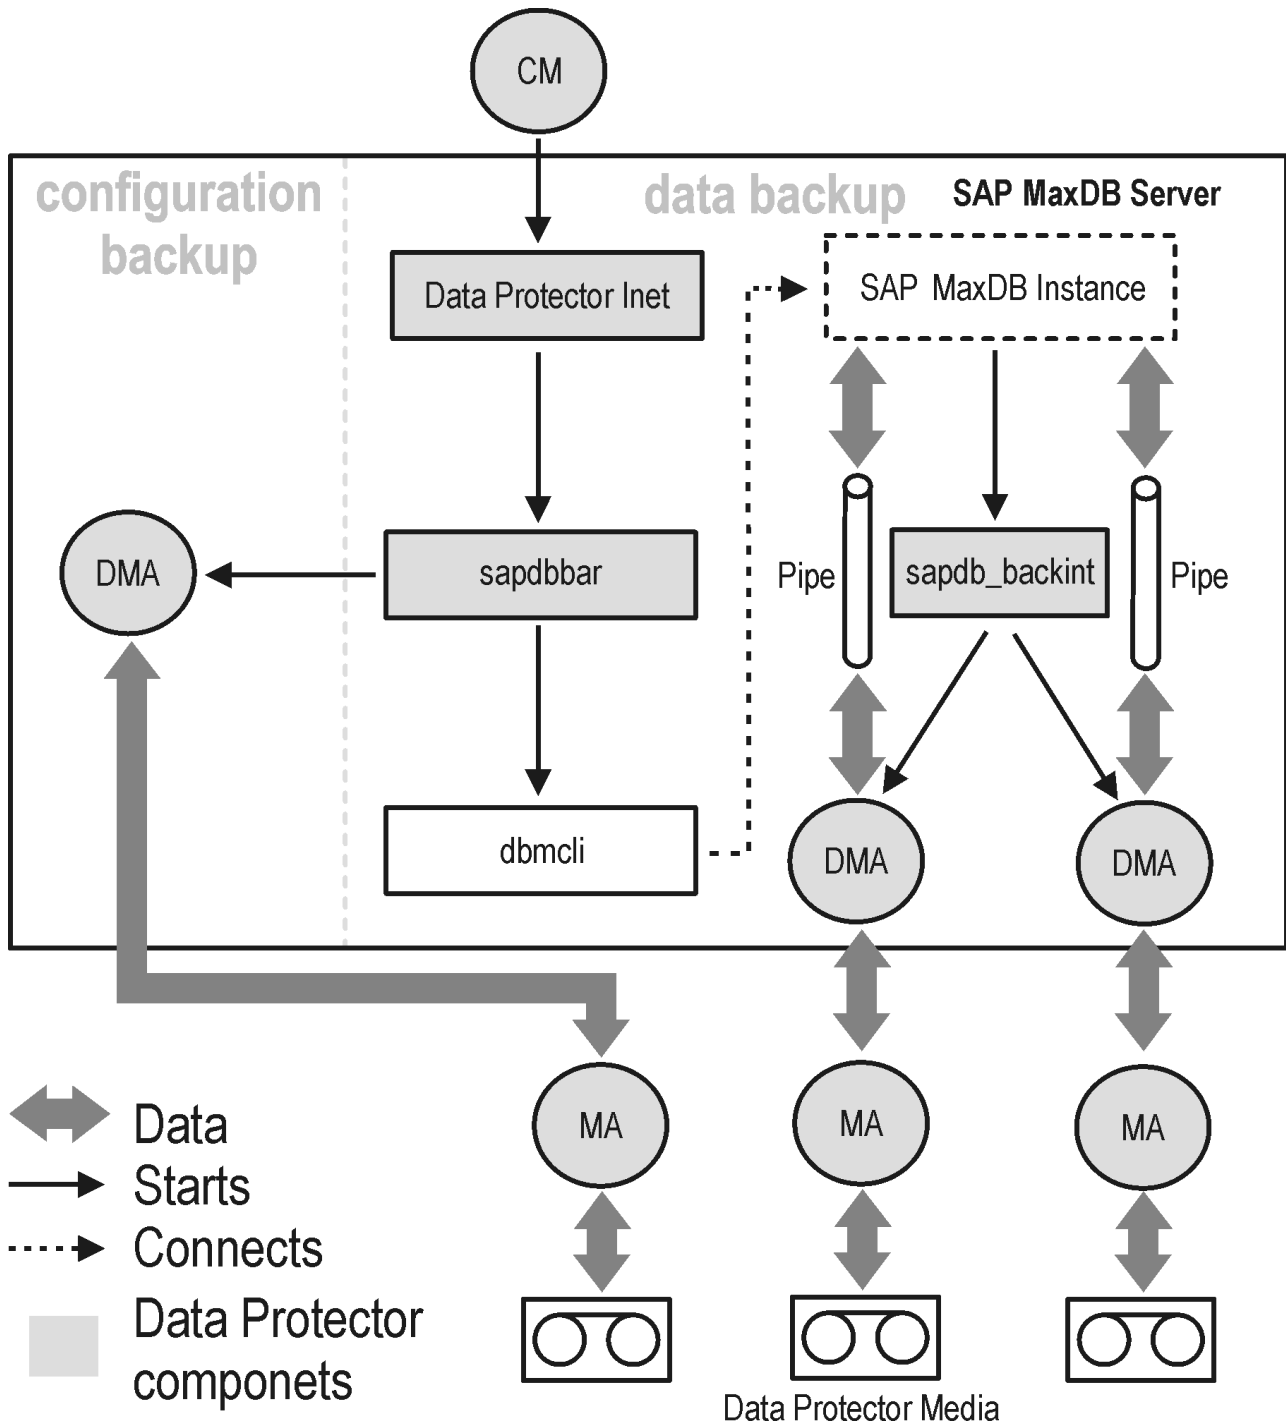 CM
configuration
backup
data backup
SAP MaxDB Server
Data Protector Inet
SAP MaxDB Instance
DMA
sapdbbar
Pipe
sapdb_backint
Pipe
dbmcli
DMA
DMA
MA
MA
MA
Data
Starts
Connects
Data Protector
componets
Data Protector Media